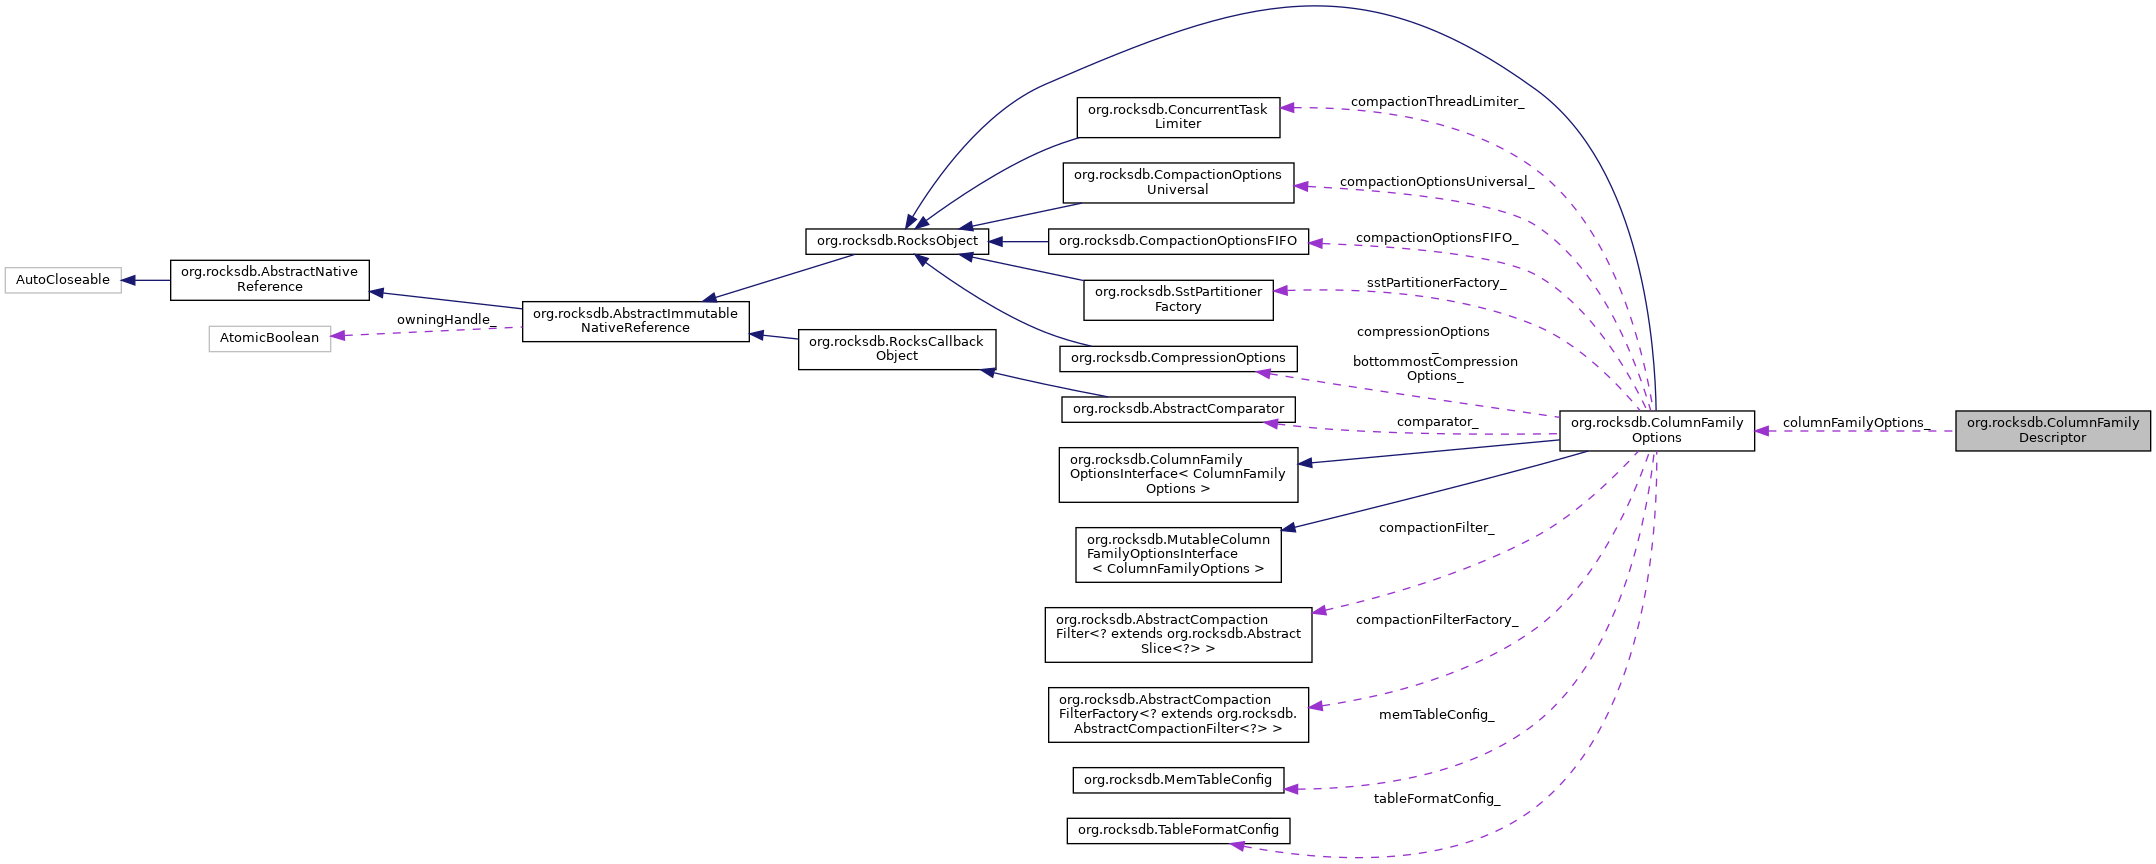 AutoCloseable
org.rocksdb.AbstractNative
Reference
AtomicBoolean
owningHandle_
org.rocksdb.AbstractImmutable
NativeReference
org.rocksdb.RocksObject
org.rocksdb.RocksCallback
Object
org.rocksdb.ConcurrentTask
Limiter
org.rocksdb.CompactionOptions
Universal
org.rocksdb.CompactionOptionsFIFO
org.rocksdb.SstPartitioner
Factory
org.rocksdb.CompressionOptions
org.rocksdb.AbstractComparator
org.rocksdb.ColumnFamily
OptionsInterface< ColumnFamily
Options >
org.rocksdb.MutableColumn
FamilyOptionsInterface
< ColumnFamilyOptions >
org.rocksdb.AbstractCompaction
Filter<? extends org.rocksdb.Abstract
Slice<?> >
org.rocksdb.AbstractCompaction
FilterFactory<? extends org.rocksdb.
AbstractCompactionFilter<?> >
org.rocksdb.MemTableConfig
org.rocksdb.TableFormatConfig
compactionThreadLimiter_
compactionOptionsUniversal_
compactionOptionsFIFO_
sstPartitionerFactory_
compressionOptions
_
bottommostCompression
Options_
comparator_
compactionFilter_
compactionFilterFactory_
memTableConfig_
tableFormatConfig_
org.rocksdb.ColumnFamily
Options
columnFamilyOptions_
org.rocksdb.ColumnFamily
Descriptor